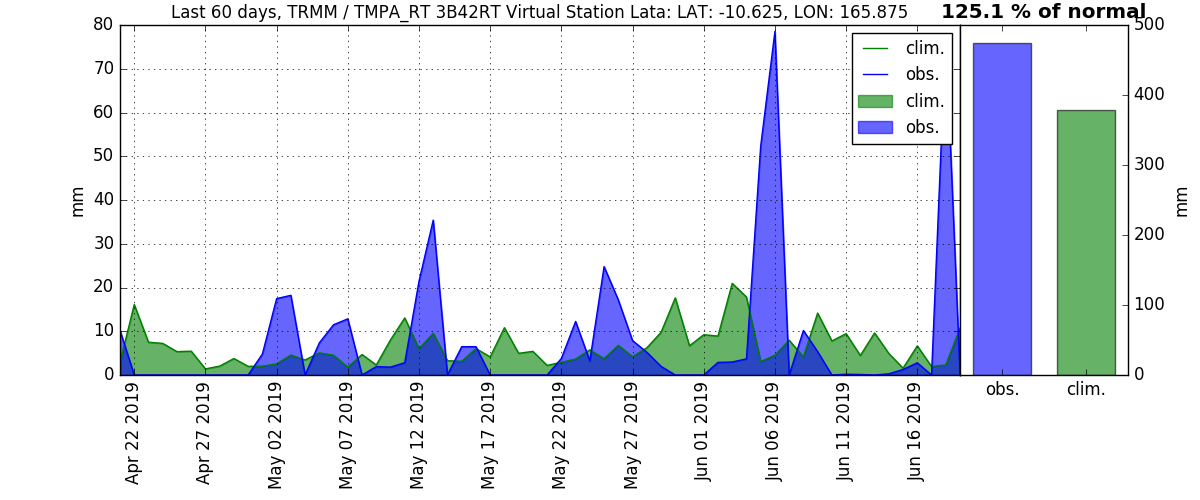 Last 60 days, TRMM / TMPA_RT 3B42RT Virtual Station Lata: LAT: -10.625, LON: 165.875
125.1 % of normal
80
70
60
50
40
30
20
10
0
mm
clim.
obs.
clim.
obs.
500
400
300
200
100
0
mm
obs.
clim.
Apr 22 2019
Apr 27 2019
May 02 2019
May 07 2019
May 12 2019
May 17 2019
May 22 2019
May 27 2019
Jun 01 2019
Jun 06 2019
Jun 11 2019
Jun 16 2019